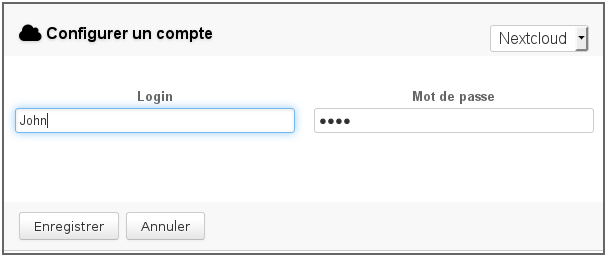 Configurer un compte
Nextcloud
Login
Mot de passe
John
••••
Enregistrer
Annuler